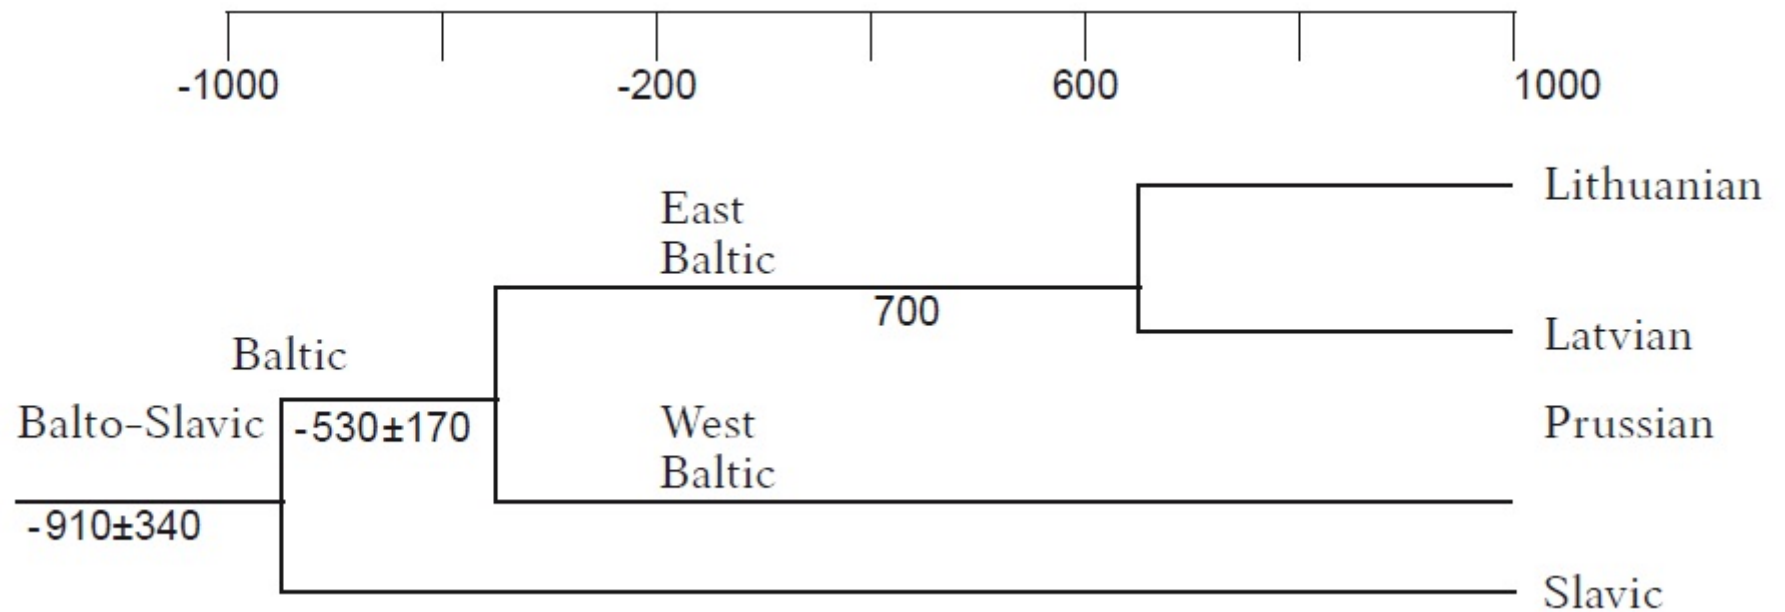 -1000 -200 600 1000
Lithuanian
East
Baltic
700
Latvian
Baltic
Balto-Slavic
-530±170
West
Baltic
Prussian
-910±340
Slavic